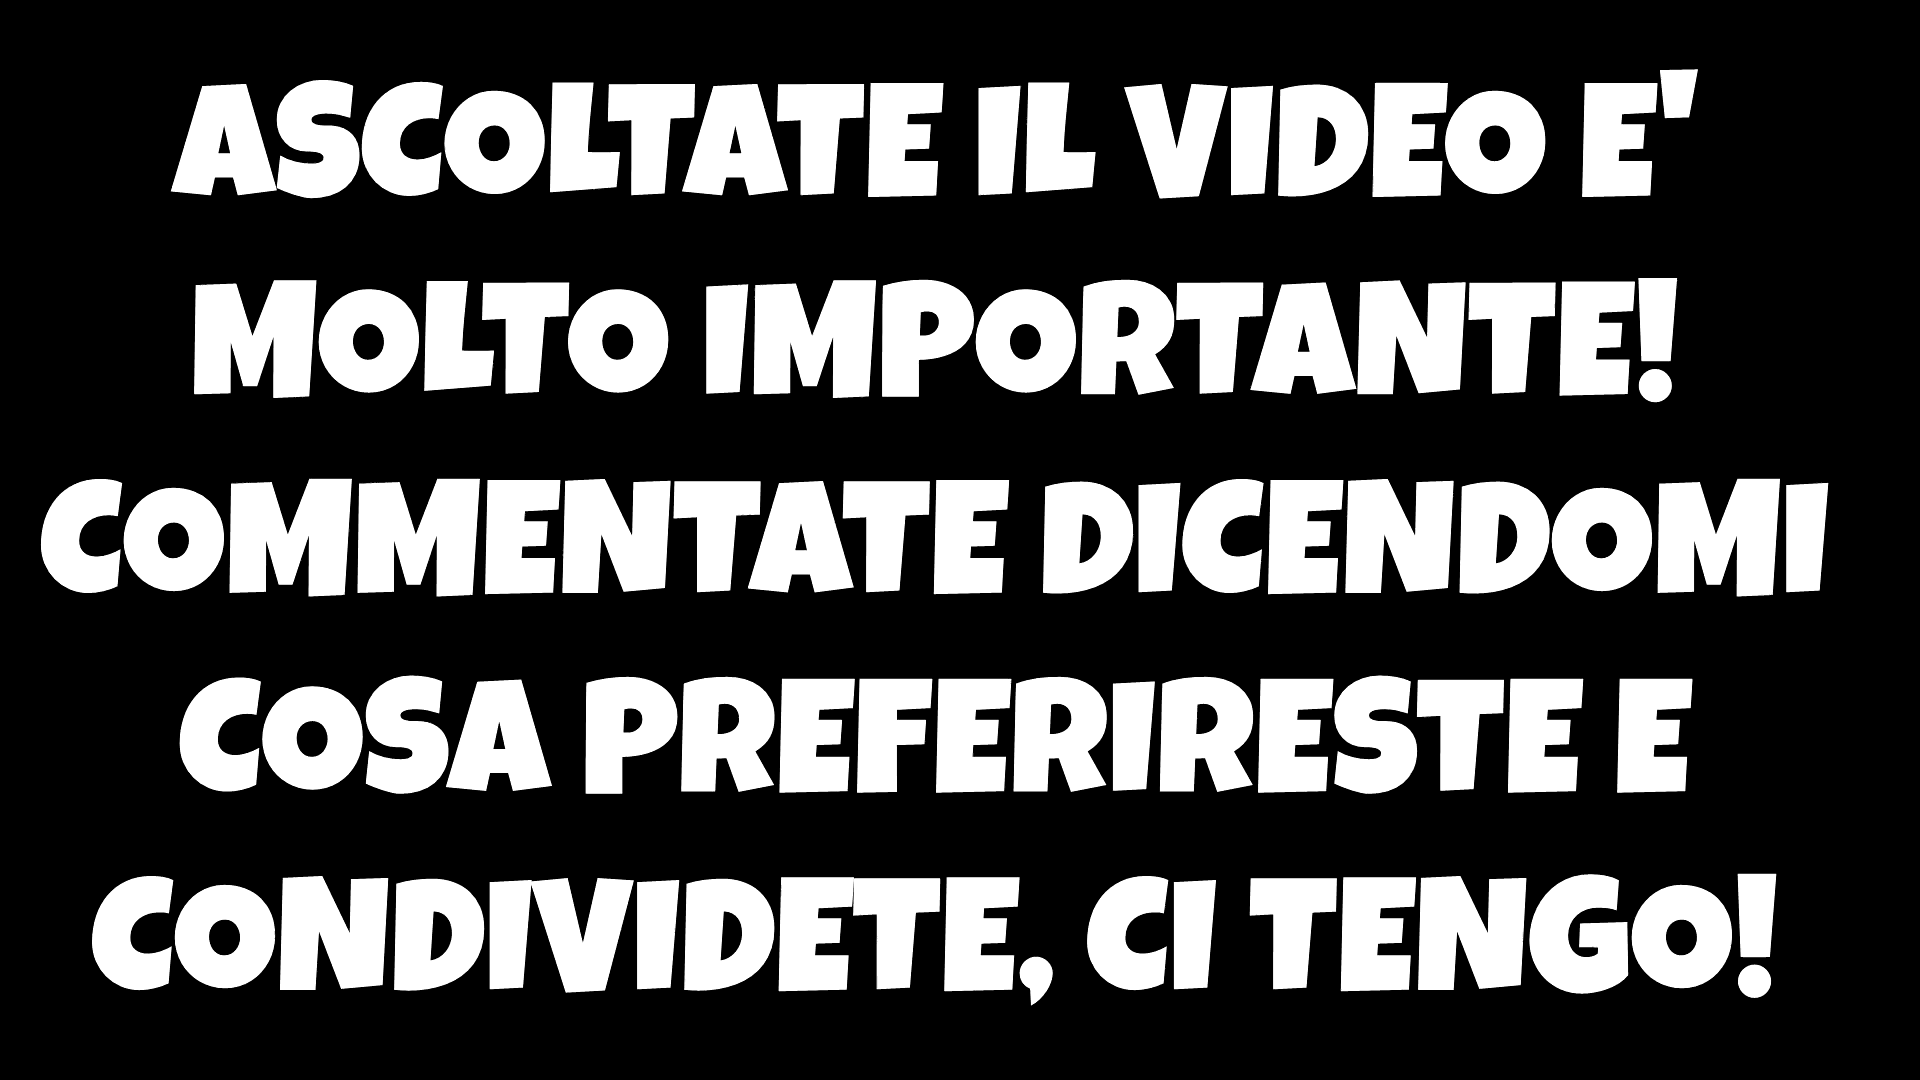 ASCOLTATE IL VIDEO E'
MOLTO IMPORTANTE!
COMMENTATE DICENDOMI
COSA PREFERIRESTE E
CONDIVIDETE, CI TENGO!